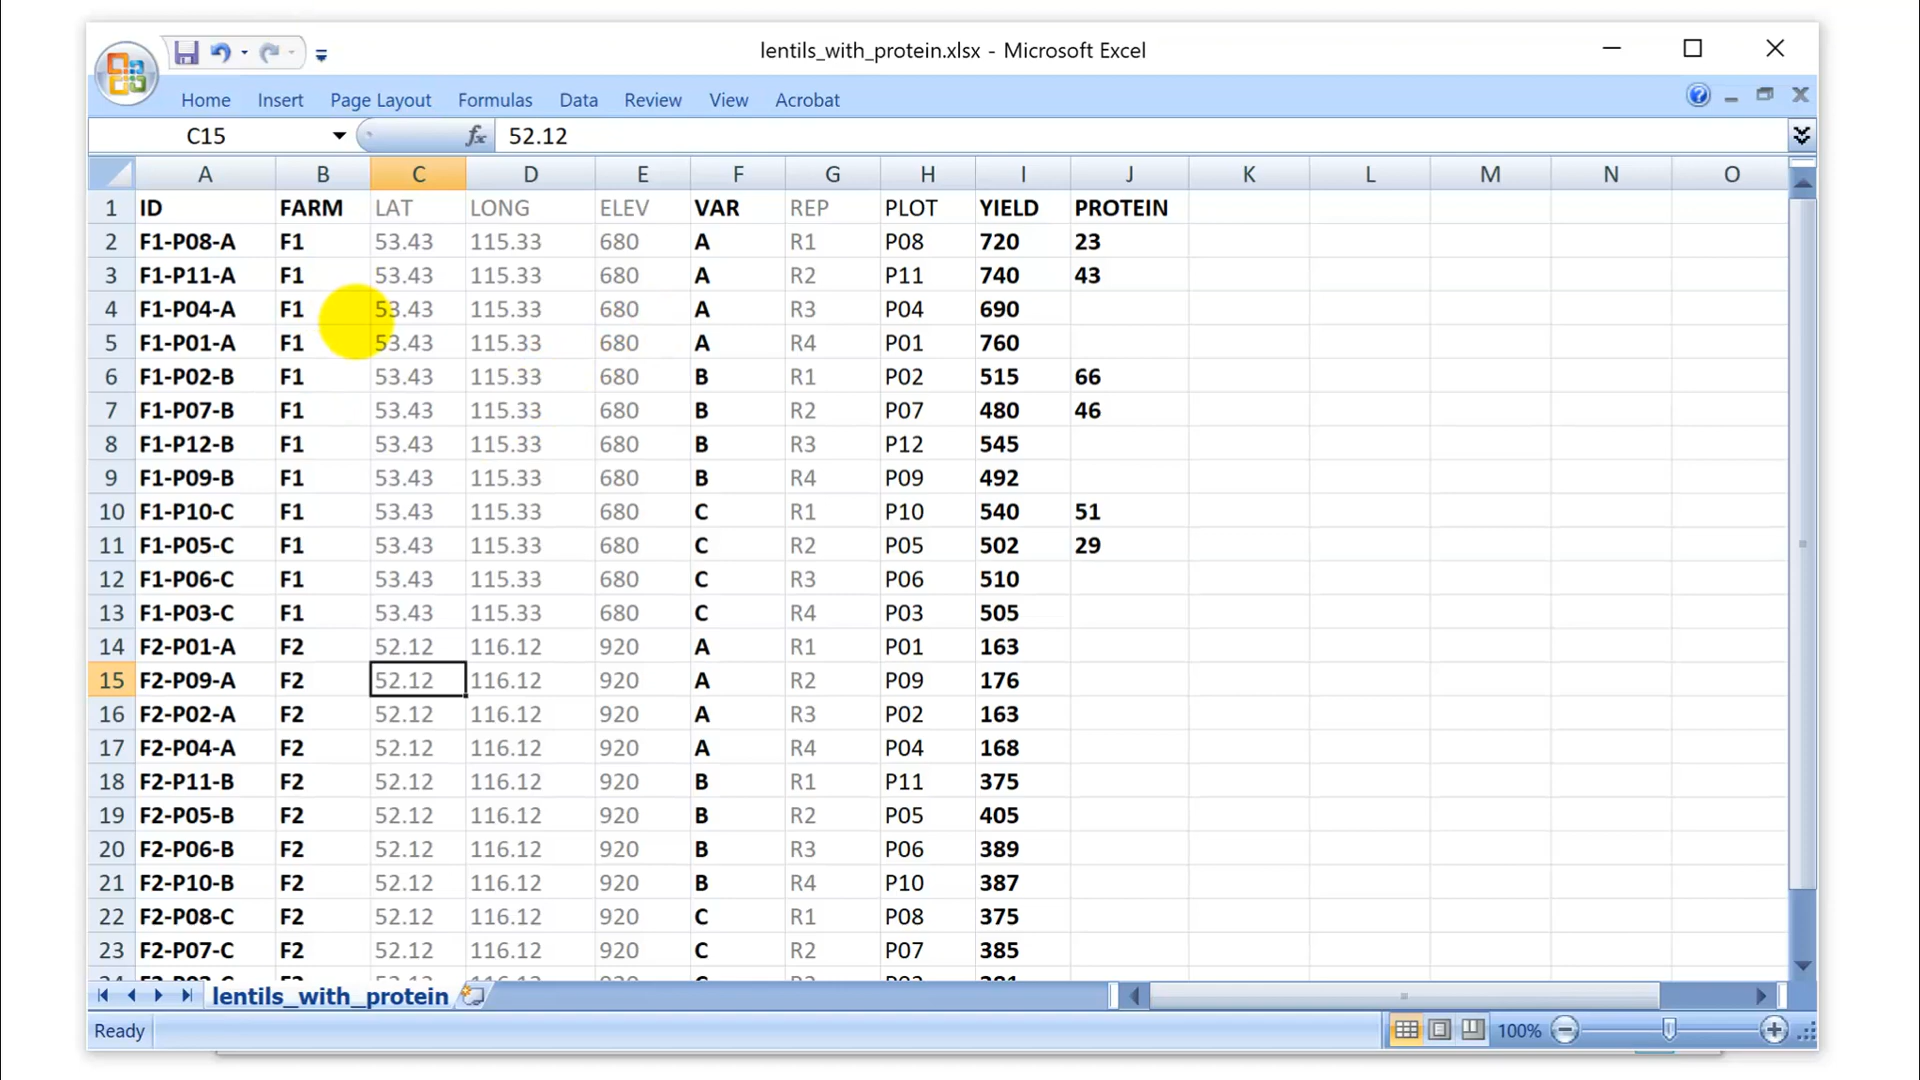 lentils_with_protein.xlsx - Microsoft Excel
Home Insert Page Layout Formulas Data Review View Acrobat
C15 fx 52.12
A B C D E F G H I J K L M N O
1 ID FARM LAT LONG ELEV VAR REP PLOT YIELD PROTEIN
2 F1-P08-A F1 53.43 115.33 680 A R1 P08 720 23
3 F1-P11-A F1 53.43 115.33 680 A R2 P11 740 43
4 F1-P04-A F1 53.43 115.33 680 A R3 P04 690
5 F1-P01-A F1 53.43 115.33 680 A R4 P01 760
6 F1-P02-B F1 53.43 115.33 680 B R1 P02 515 66
7 F1-P07-B F1 53.43 115.33 680 B R2 P07 480 46
8 F1-P12-B F1 53.43 115.33 680 B R3 P12 545
9 F1-P09-B F1 53.43 115.33 680 B R4 P09 492
10 F1-P10-C F1 53.43 115.33 680 C R1 P10 540 51
11 F1-P05-C F1 53.43 115.33 680 C R2 P05 502 29
12 F1-P06-C F1 53.43 115.33 680 C R3 P06 510
13 F1-P03-C F1 53.43 115.33 680 C R4 P03 505
14 F2-P01-A F2 52.12 116.12 920 A R1 P01 163
15 F2-P09-A F2 52.12 116.12 920 A R2 P09 176
16 F2-P02-A F2 52.12 116.12 920 A R3 P02 163
17 F2-P04-A F2 52.12 116.12 920 A R4 P04 168
18 F2-P11-B F2 52.12 116.12 920 B R1 P11 375
19 F2-P05-B F2 52.12 116.12 920 B R2 P05 405
20 F2-P06-B F2 52.12 116.12 920 B R3 P06 389
21 F2-P10-B F2 52.12 116.12 920 B R4 P10 387
22 F2-P08-C F2 52.12 116.12 920 C R1 P08 375
23 F2-P07-C F2 52.12 116.12 920 C R2 P07 385
lentils_with_protein
Ready 100%